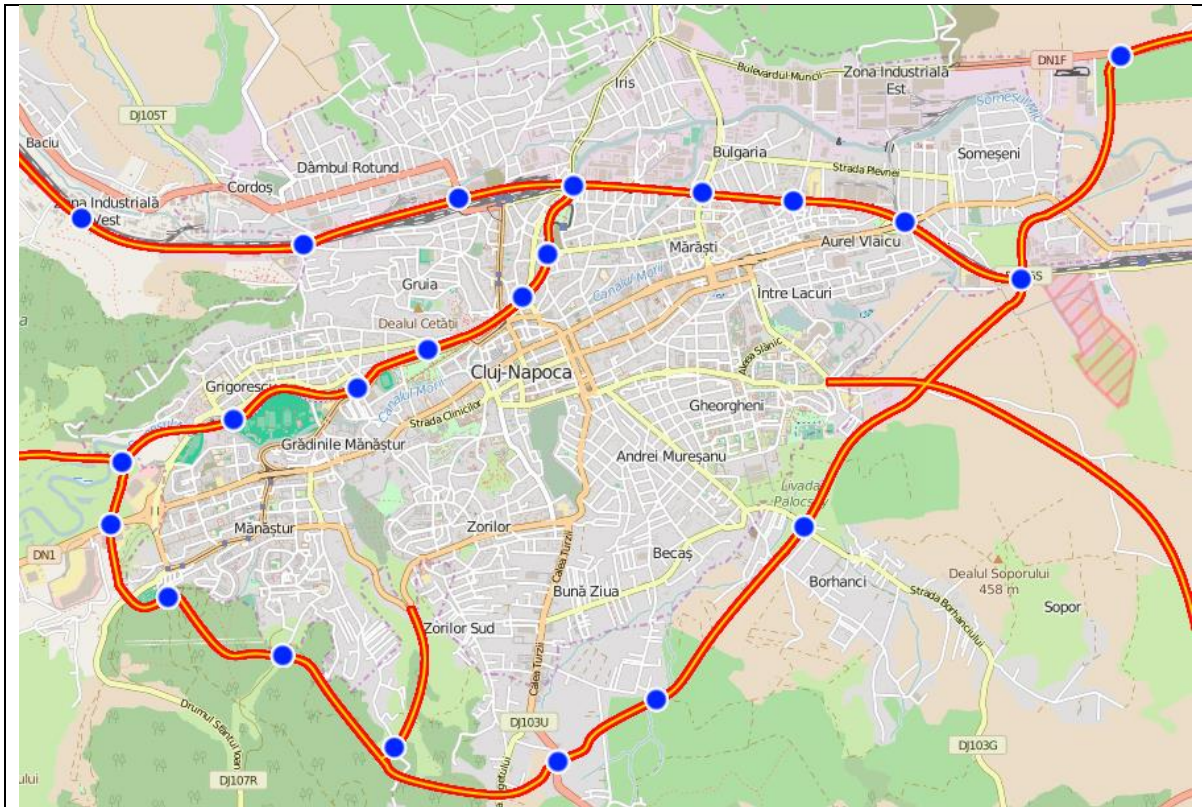 DN1F
Bulevardul Muncii
Zona Industrială
Est
Iris
DJ105T
Someșul Mic
Baciu
Bulgaria
Someșeni
Dâmbul Rotund
Strada Plevnei
Cordoș
Zona Industrială
Vest
Mărăști
Aurel Vlaicu
Canalul Morii
Gruia
Între Lacuri
Dealul Cetății
Aleea Slănic
Cluj-Napoca
Grigorescu
Canalul Morii
Strada Clinicilor
Gheorgheni
Grădinile Mănăștur
Andrei Mureșanu
Livada
Palocsay
Mănăștur
Zorilor
DN1
Calea Turzii
Becaș
Borhanci
Dealul Soporului
458 m
Sopor
Bună Ziua
Strada Borhanciului
Zorilor Sud
Calea Turzii
Drumul Sfântul Ioan
DJ103U
DJ103G
DJ107R